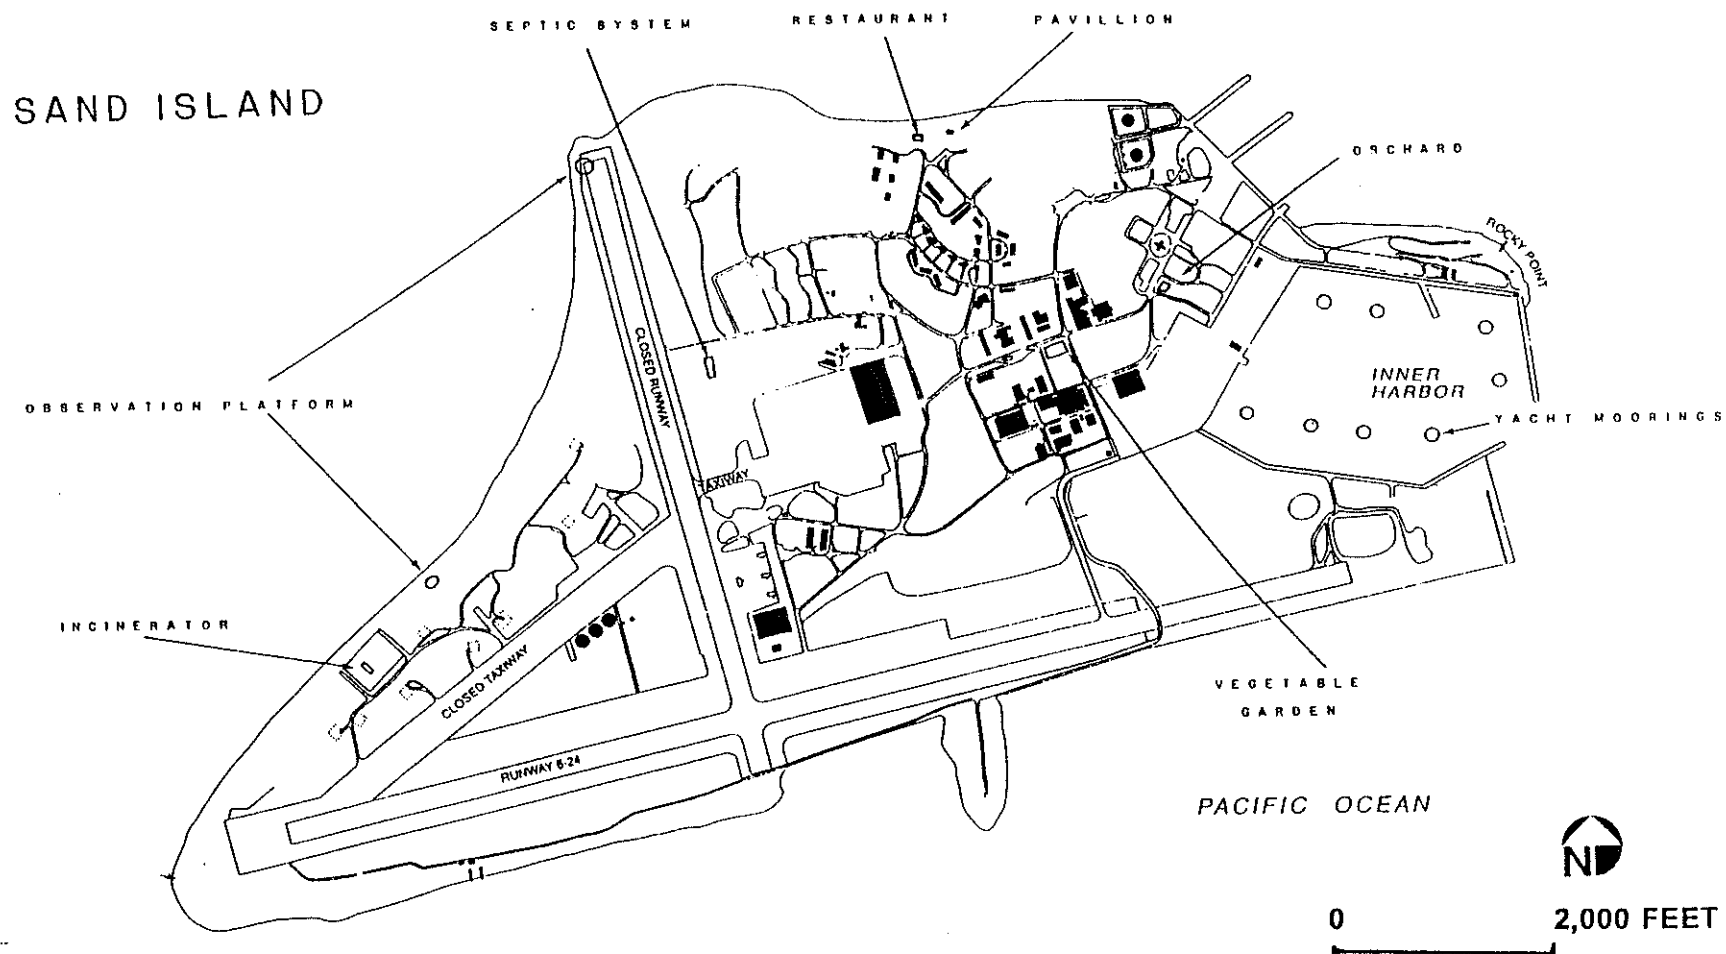 SEPTIC SYSTEM
RESTAURANT
PAVILLION
SAND ISLAND
ORCHARD
ROCKY POINT
CLOSED RUNWAY
INNER
HARBOR
OBSERVATION PLATFORM
YACHT MOORINGS
TAXIWAY
INCINERATOR
CLOSED TAXIWAY
VEGETABLE
GARDEN
RUNWAY 6-24
PACIFIC OCEAN
N
0 2,000 FEET